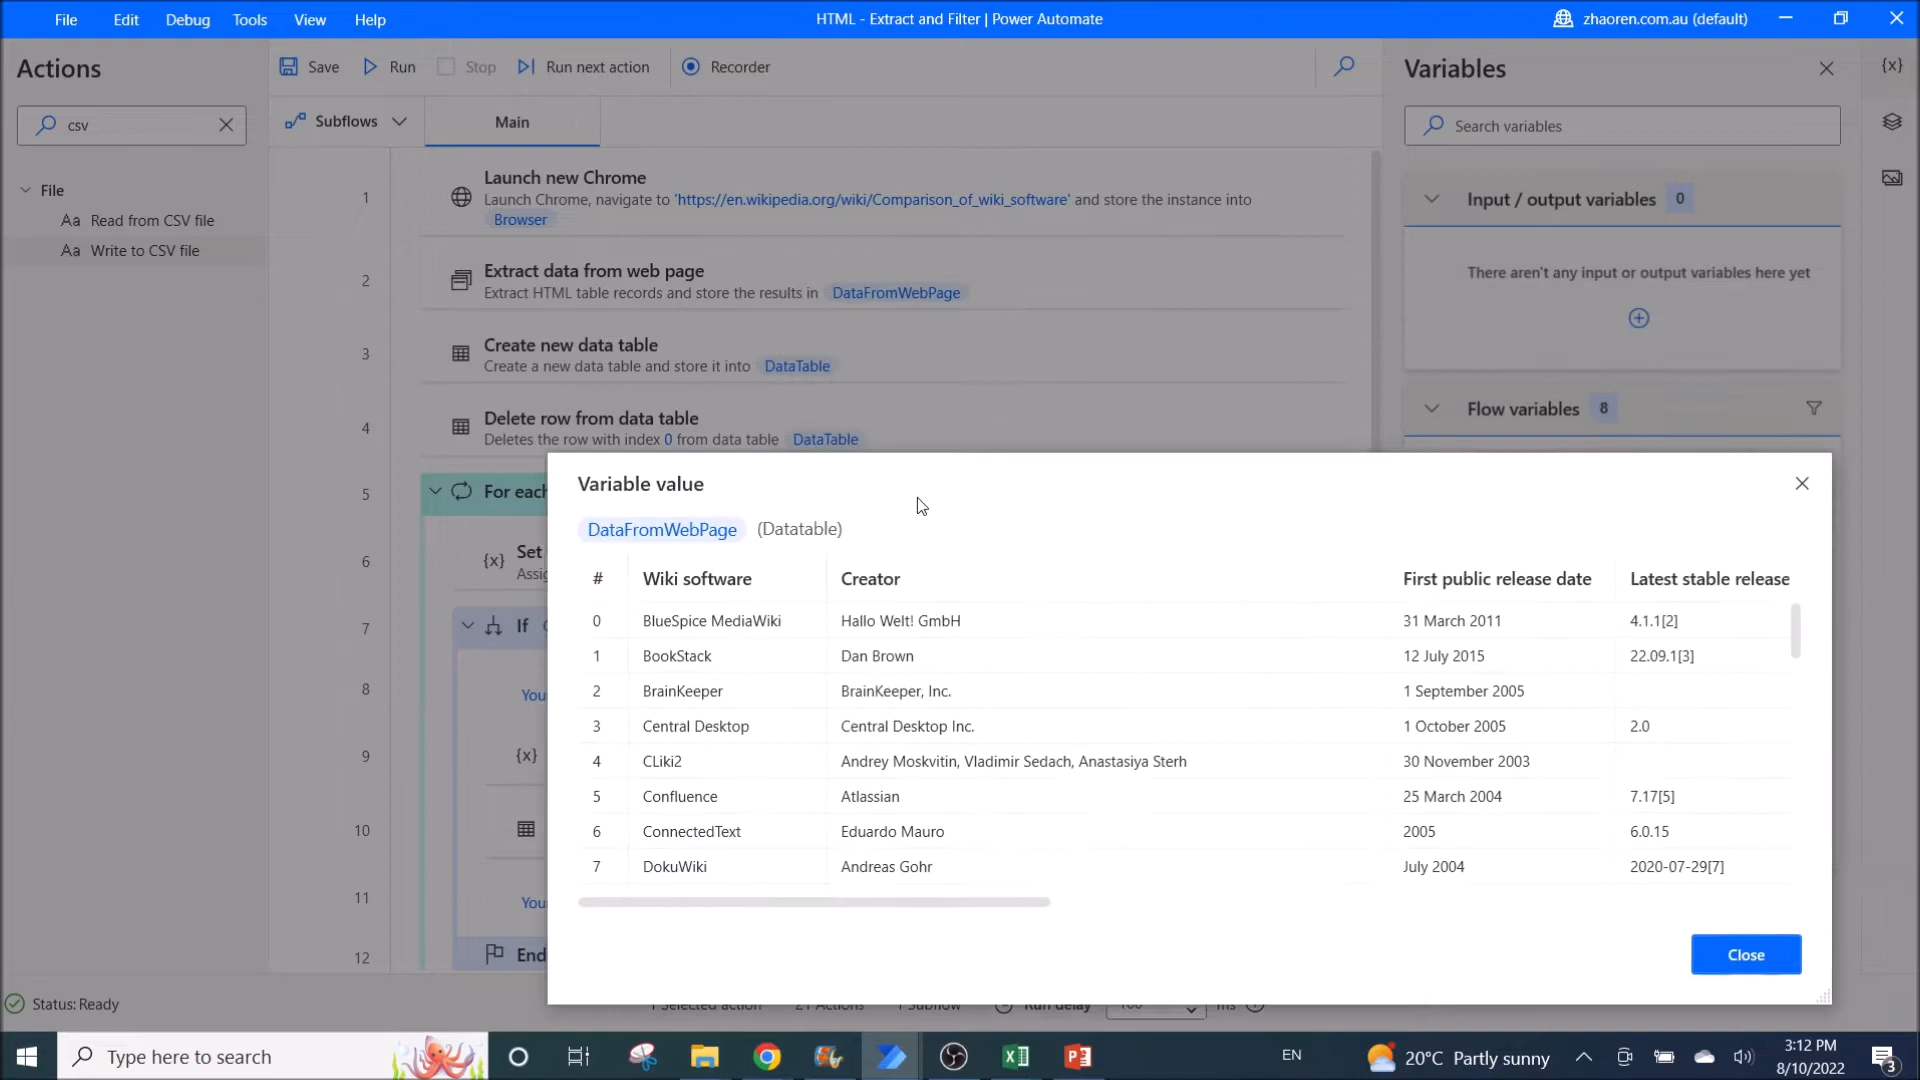 File Edit Debug Tools View Help
HTML - Extract and Filter | Power Automate
zhaoren.com.au (default)
Actions
Save Run Stop Run next action Recorder
Variables
{x}
csv
Subflows Main
Search variables
File
Read from CSV file
Write to CSV file
1
Launch new Chrome
Launch Chrome, navigate to 'https://en.wikipedia.org/wiki/Comparison_of_wiki_software' and store the instance into
Browser
2
Extract data from web page
Extract HTML table records and store the results in DataFromWebPage
3
Create new data table
Create a new data table and store it into DataTable
4
Delete row from data table
Deletes the row with index 0 from data table DataTable
5
For each
6
{x} Set
Assig
7
If
8
You
9
{x}
10
11
You
12
End
Input / output variables 0
There aren't any input or output variables here yet
Flow variables 8
Variable value
DataFromWebPage (Datatable)
# Wiki software Creator First public release date Latest stable release
0 BlueSpice MediaWiki Hallo Welt! GmbH 31 March 2011 4.1.1[2]
1 BookStack Dan Brown 12 July 2015 22.09.1[3]
2 BrainKeeper BrainKeeper, Inc. 1 September 2005
3 Central Desktop Central Desktop Inc. 1 October 2005 2.0
4 CLiki2 Andrey Moskvitin, Vladimir Sedach, Anastasiya Sterh 30 November 2003
5 Confluence Atlassian 25 March 2004 7.17[5]
6 ConnectedText Eduardo Mauro 2005 6.0.15
7 DokuWiki Andreas Gohr July 2004 2020-07-29[7]
Close
Status: Ready
1 Selected action 21 Actions 1 Subflow Run delay 100 ms
Type here to search
EN
20°C Partly sunny
3:12 PM
8/10/2022
3